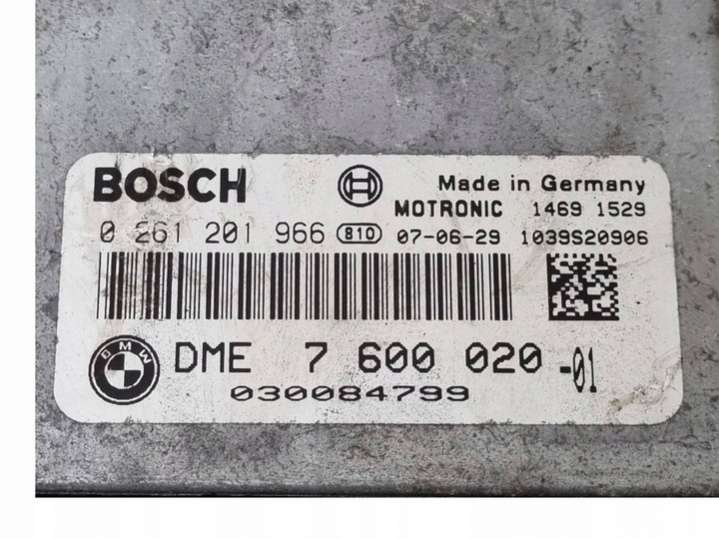 BOSCH Made in Germany
MOTRONIC 1469 1529
0 261 201 966 810 07-06-29 1039S20906
BMW DME 7 600 020 -01
030084799